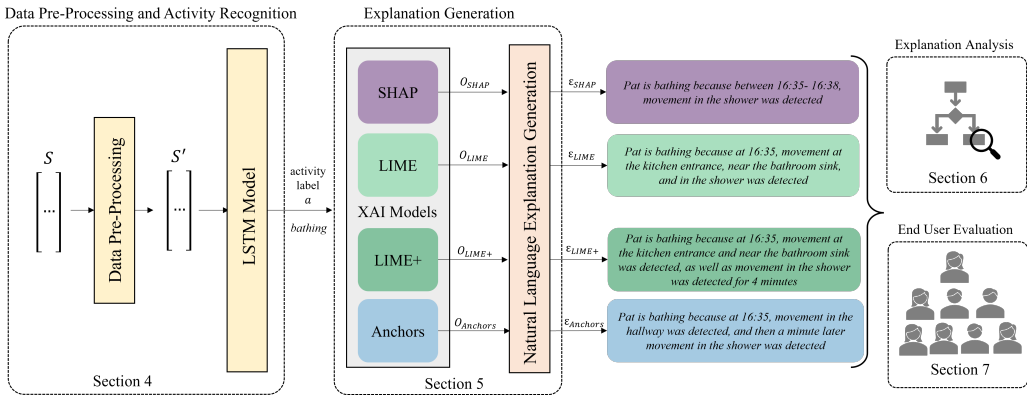 Data Pre-Processing and Activity Recognition
S
[...]
Data Pre-Processing
S′
[...]
LSTM Model
Section 4
activity
label
a
bathing
Explanation Generation
SHAP
LIME
XAI Models
LIME+
Anchors
O_SHAP
O_LIME
O_LIME+
O_Anchors
Natural Language Explanation Generation
Section 5
ε_SHAP
Pat is bathing because between 16:35- 16:38,
movement in the shower was detected
ε_LIME
Pat is bathing because at 16:35, movement at
the kitchen entrance, near the bathroom sink,
and in the shower was detected
ε_LIME+
Pat is bathing because at 16:35, movement at
the kitchen entrance and near the bathroom sink
was detected, as well as movement in the shower
was detected for 4 minutes
ε_Anchors
Pat is bathing because at 16:35, movement in the
hallway was detected, and then a minute later
movement in the shower was detected
Explanation Analysis
Section 6
End User Evaluation
Section 7